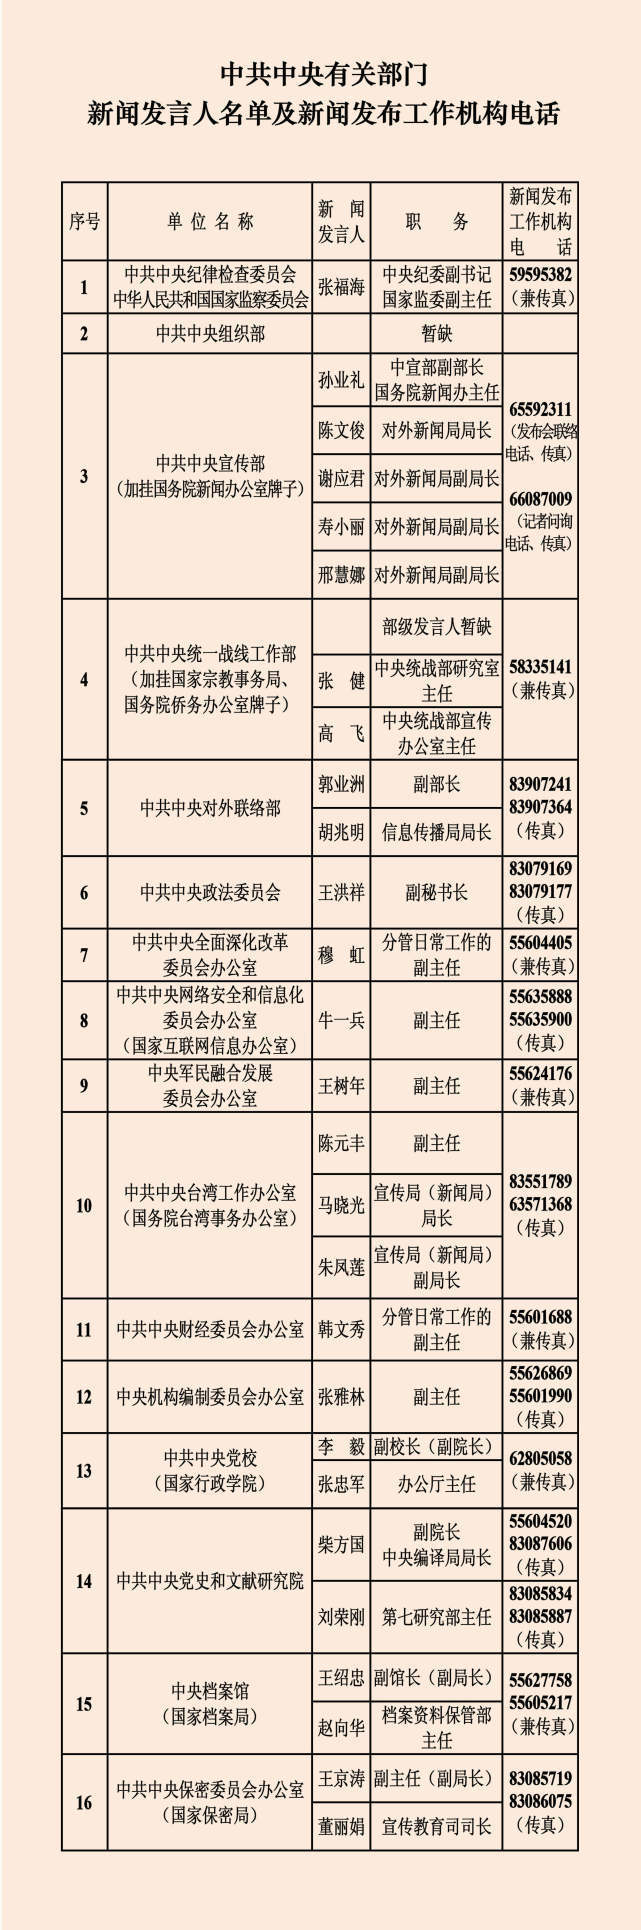 中共中央有关部门
新闻发言人名单及新闻发布工作机构电话
序号 单位名称 新闻发言人 职务 新闻发布工作机构电话
1 中共中央纪律检查委员会 张福海 中央纪委副书记 59595382
中华人民共和国国家监察委员会 国家监委副主任 （兼传真）
2 中共中央组织部 暂缺
3 中共中央宣传部
（加挂国务院新闻办公室牌子）
孙业礼 中宣部副部长
国务院新闻办主任
陈文俊 对外新闻局局长
谢应君 对外新闻局副局长
寿小丽 对外新闻局副局长
邢慧娜 对外新闻局副局长
65592311
（发布会联络
电话、传真）
66087009
（记者问询
电话、传真）
4 中共中央统一战线工作部
（加挂国家宗教事务局、
国务院侨务办公室牌子）
部级发言人暂缺
张健 中央统战部研究室
主任
高飞 中央统战部宣传
办公室主任
58335141
（兼传真）
5 中共中央对外联络部
郭业洲 副部长
胡兆明 信息传播局局长
83907241
83907364
（传真）
6 中共中央政法委员会 王洪祥 副秘书长
83079169
83079177
（传真）
7 中共中央全面深化改革
委员会办公室
穆虹 分管日常工作的
副主任
55604405
（兼传真）
8 中共中央网络安全和信息化
委员会办公室
（国家互联网信息办公室）
牛一兵 副主任
55635888
55635900
（传真）
9 中央军民融合发展
委员会办公室
王树年 副主任
55624176
（兼传真）
10 中共中央台湾工作办公室
（国务院台湾事务办公室）
陈元丰 副主任
马晓光 宣传局（新闻局）
局长
朱凤莲 宣传局（新闻局）
副局长
83551789
63571368
（传真）
11 中共中央财经委员会办公室 韩文秀 分管日常工作的
副主任
55601688
（兼传真）
12 中央机构编制委员会办公室 张雅林 副主任
55626869
55601990
（传真）
13 中共中央党校
（国家行政学院）
李毅 副校长（副院长）
张忠军 办公厅主任
62805058
（兼传真）
14 中共中央党史和文献研究院
柴方国 副院长
中央编译局局长
55604520
83087606
（传真）
刘荣刚 第七研究部主任
83085834
83085887
（传真）
15 中央档案馆
（国家档案局）
王绍忠 副馆长（副局长）
赵向华 档案资料保管部
主任
55627758
55605217
（兼传真）
16 中共中央保密委员会办公室
（国家保密局）
王京涛 副主任（副局长）
董丽娟 宣传教育司司长
83085719
83086075
（传真）